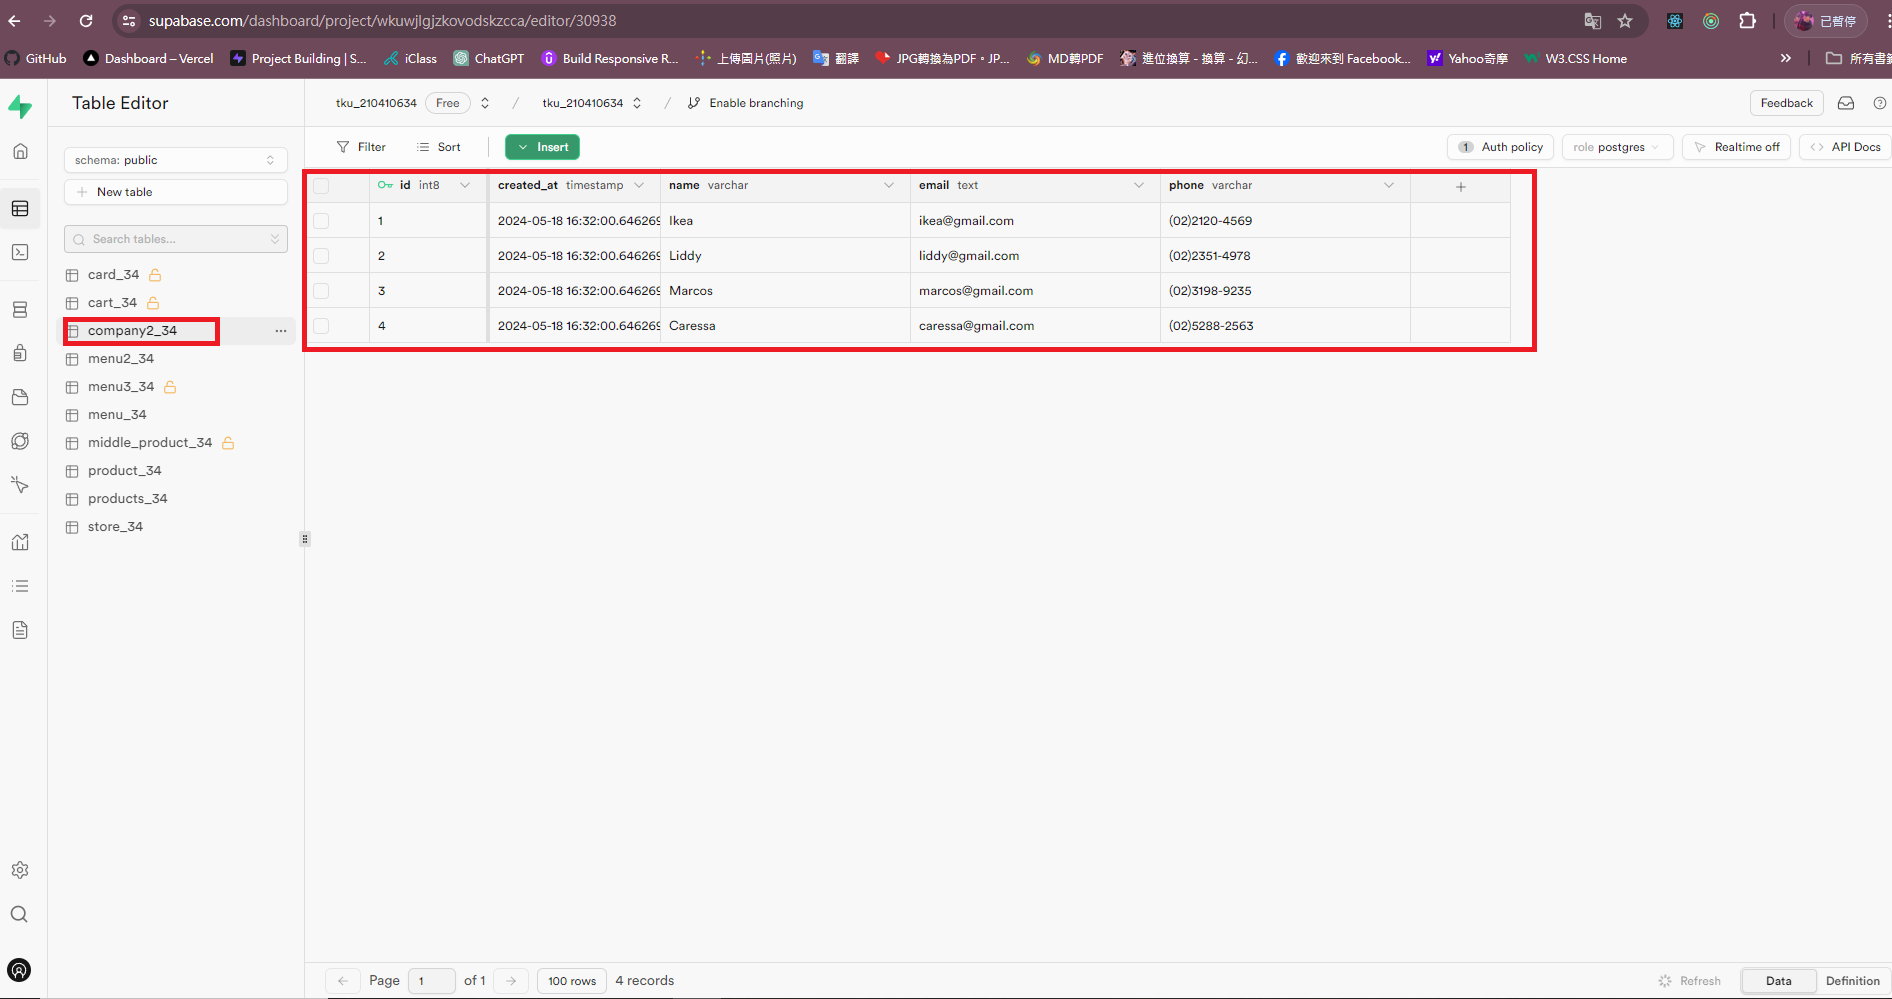 supabase.com/dashboard/project/wkuwjlgjzkovodskzcca/editor/30938
已暫停
GitHub Dashboard – Vercel Project Building | S... iClass ChatGPT Build Responsive R... 上傳圖片(照片) 翻譯 JPG轉換為PDF。JP... MD轉PDF 進位換算 - 換算 - 幻... 歡迎來到 Facebook... Yahoo奇摩 W3.CSS Home » 所有書籤
Table Editor
tku_210410634 Free / tku_210410634 / Enable branching
Feedback
schema: public
New table
Search tables...
card_34
cart_34
company2_34 ...
menu2_34
menu3_34
menu_34
middle_product_34
product_34
products_34
store_34
Filter Sort Insert
1 Auth policy role postgres Realtime off API Docs
id int8 created_at timestamp name varchar email text phone varchar +
1 2024-05-18 16:32:00.646269 Ikea ikea@gmail.com (02)2120-4569
2 2024-05-18 16:32:00.646269 Liddy liddy@gmail.com (02)2351-4978
3 2024-05-18 16:32:00.646269 Marcos marcos@gmail.com (02)3198-9235
4 2024-05-18 16:32:00.646269 Caressa caressa@gmail.com (02)5288-2563
Page 1 of 1 100 rows 4 records
Refresh Data Definition